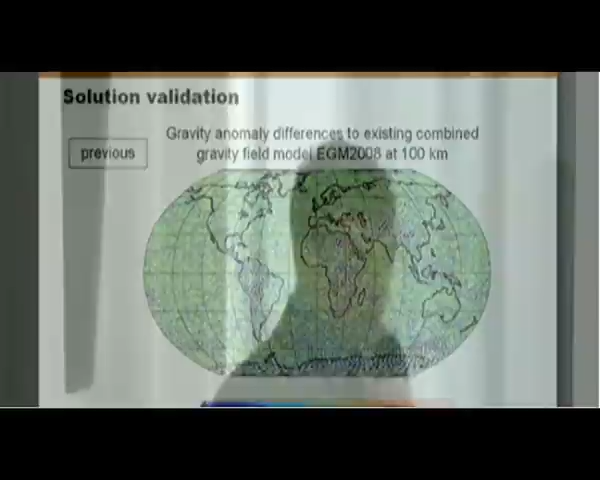 Solution validation
Gravity anomaly differences to existing combined
previous
gravity field model EGM2008 at 100 km